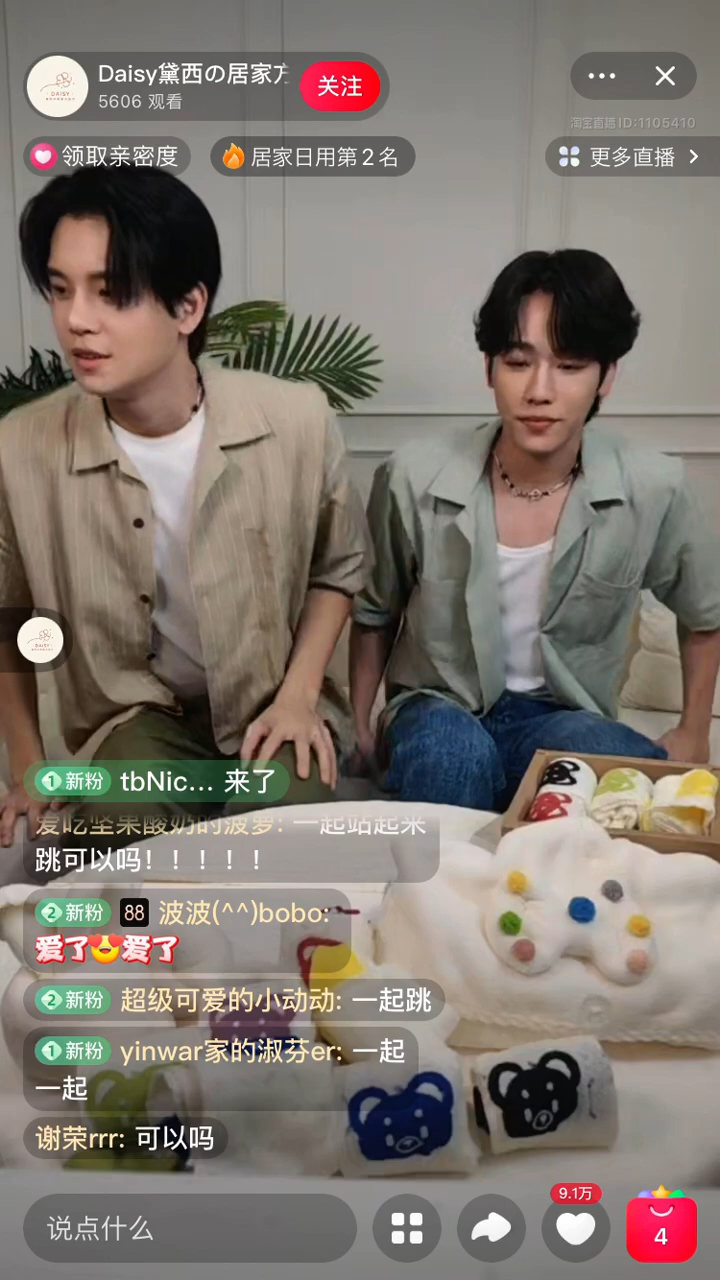 Daisy黛西の居家方
5606 观看
关注
淘宝直播ID:1105410
领取亲密度
居家日用第2名
更多直播
DAISY
1 新粉 tbNic... 来了
爱吃坚果酸奶的菠萝: 一起站起来
跳可以吗！！！！！
2 新粉 88 波波(^^)bobo:
爱了😍爱了
2 新粉 超级可爱的小动动: 一起跳
1 新粉 yinwar家的淑芬er: 一起
一起
谢荣rrr: 可以吗
说点什么
9.1万
4